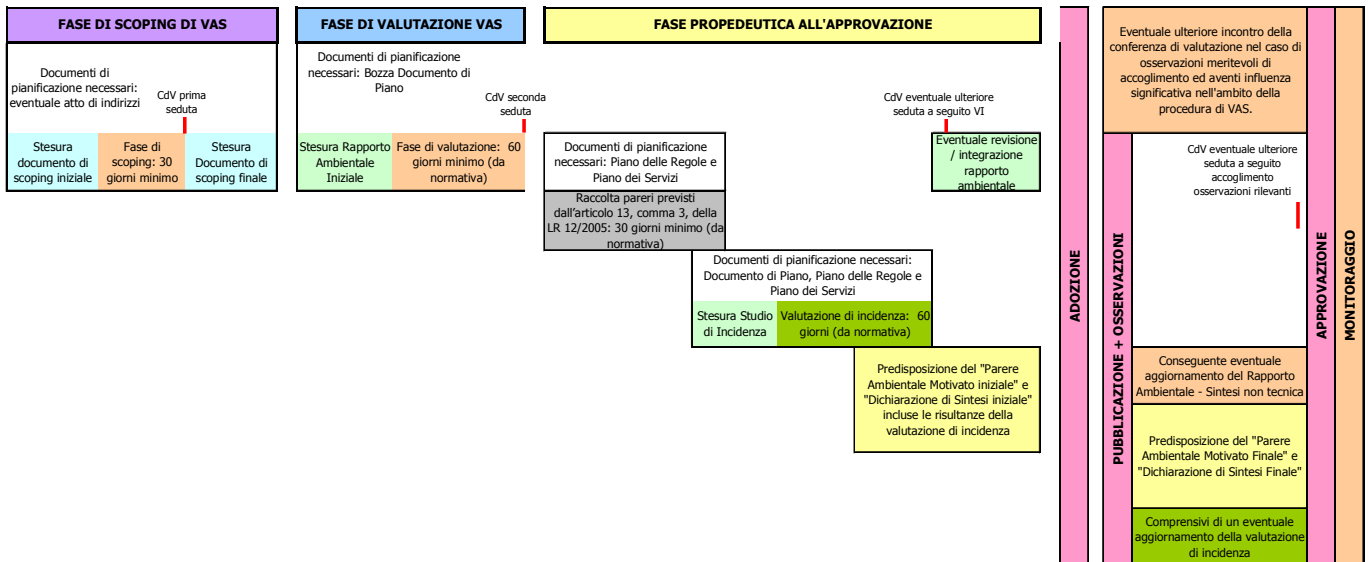 FASE DI SCOPING DI VAS
Documenti di
pianificazione necessari:
eventuale atto di indirizzi
CdV prima
seduta
Stesura
documento di
scoping iniziale
Fase di
scoping: 30
giorni minimo
Stesura
Documento di
scoping finale
FASE DI VALUTAZIONE VAS
Documenti di pianificazione
necessari: Bozza Documento di
Piano
CdV seconda
seduta
Stesura Rapporto
Ambientale
Iniziale
Fase di valutazione: 60
giorni minimo (da
normativa)
FASE PROPEDEUTICA ALL'APPROVAZIONE
CdV eventuale ulteriore
seduta a seguito VI
Documenti di pianificazione
necessari: Piano delle Regole e
Piano dei Servizi
Eventuale revisione
/ integrazione
rapporto
ambientale
Raccolta pareri previsti
dall'articolo 13, comma 3, della
LR 12/2005: 30 giorni minimo (da
normativa)
Documenti di pianificazione necessari:
Documento di Piano, Piano delle Regole e
Piano dei Servizi
Stesura Studio
di Incidenza
Valutazione di incidenza: 60
giorni (da normativa)
Predisposizione del "Parere
Ambientale Motivato iniziale" e
"Dichiarazione di Sintesi iniziale"
incluse le risultanze della
valutazione di incidenza
ADOZIONE
PUBBLICAZIONE + OSSERVAZIONI
Eventuale ulteriore incontro della
conferenza di valutazione nel caso di
osservazioni meritevoli di
accoglimento ed aventi influenza
significativa nell'ambito della
procedura di VAS.
CdV eventuale ulteriore
seduta a seguito
accoglimento
osservazioni rilevanti
Conseguente eventuale
aggiornamento del Rapporto
Ambientale - Sintesi non tecnica
Predisposizione del "Parere
Ambientale Motivato Finale" e
"Dichiarazione di Sintesi Finale"
Comprensivi di un eventuale
aggiornamento della valutazione
di incidenza
APPROVAZIONE
MONITORAGGIO